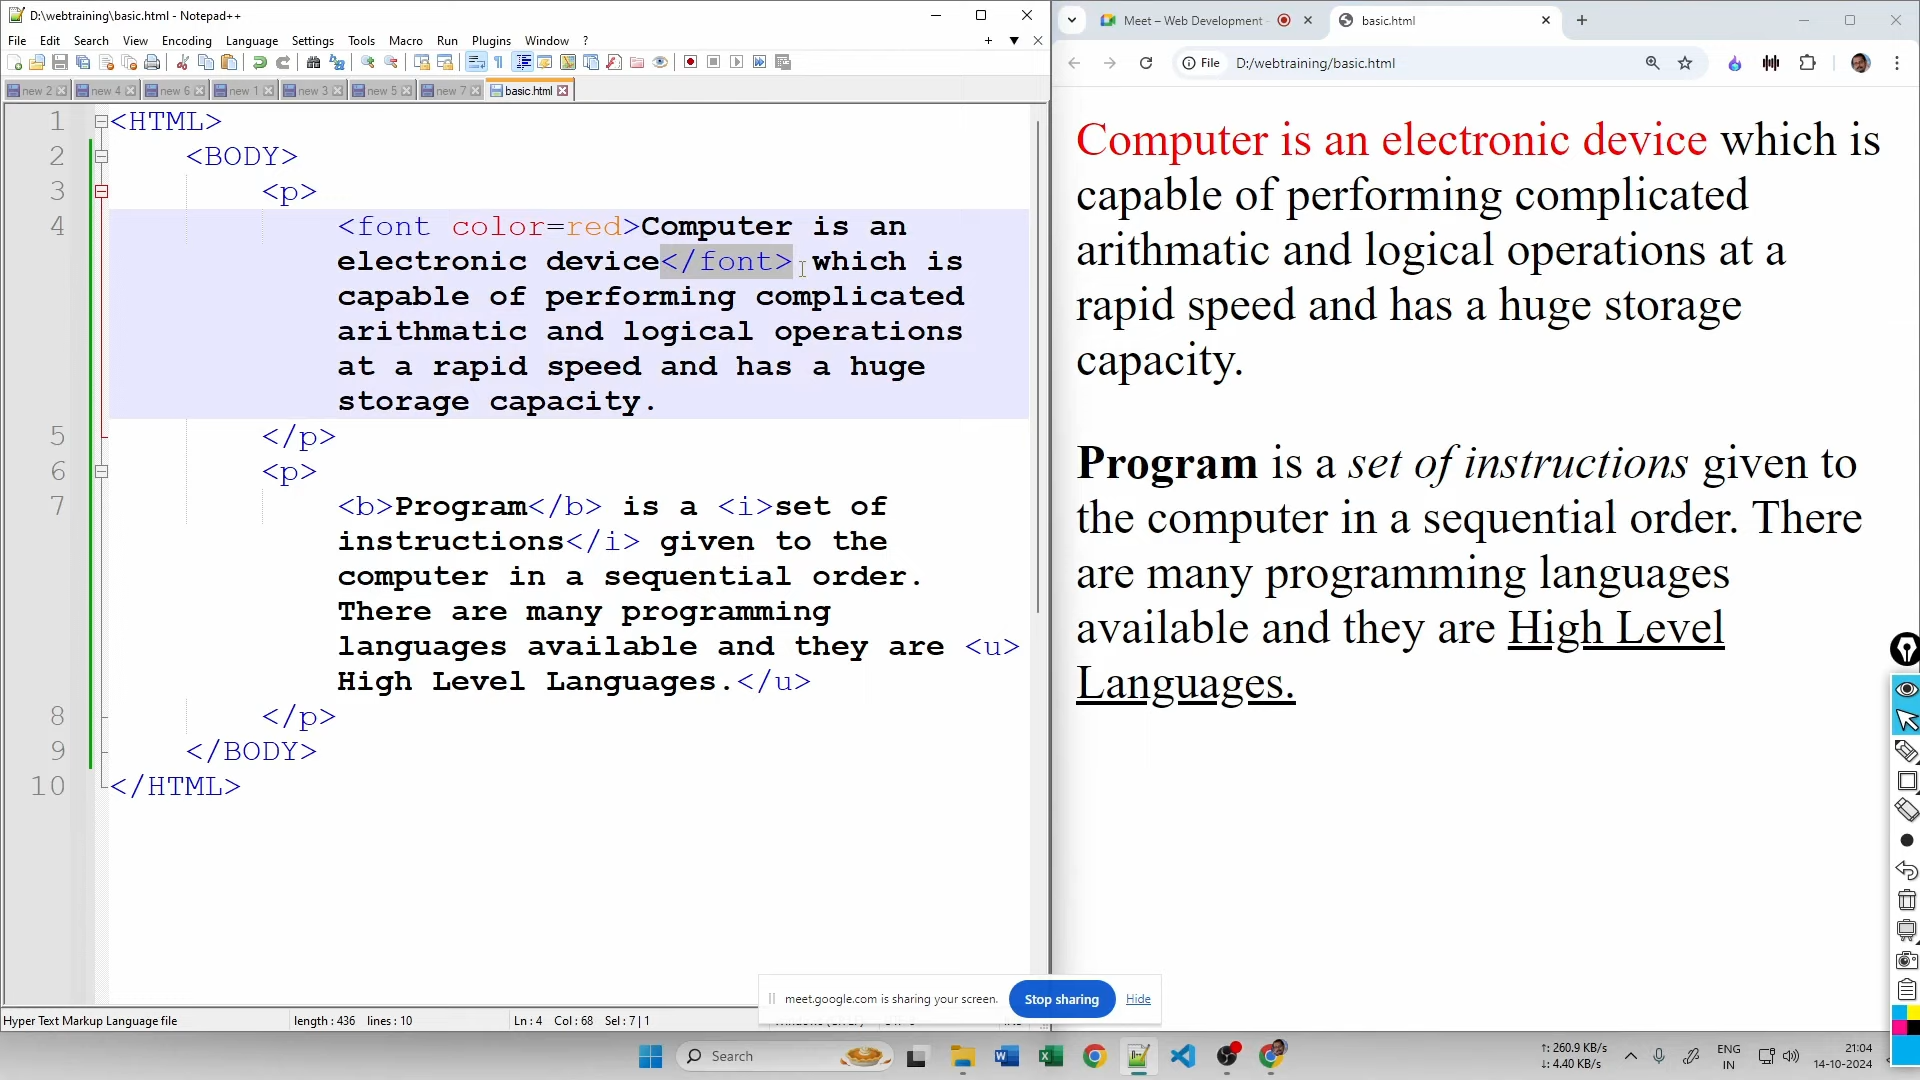 D:\webtraining\basic.html - Notepad++
File Edit Search View Encoding Language Settings Tools Macro Run Plugins Window ?
new 2 new 4 new 6 new 1 new 3 new 5 new 7 basic.html
1 <HTML>
2 <BODY>
3 <p>
4 <font color=red>Computer is an
electronic device</font> which is
capable of performing complicated
arithmatic and logical operations
at a rapid speed and has a huge
storage capacity.
5 </p>
6 <p>
7 <b>Program</b> is a <i>set of
instructions</i> given to the
computer in a sequential order.
There are many programming
languages available and they are <u>
High Level Languages.</u>
8 </p>
9 </BODY>
10 </HTML>
Hyper Text Markup Language file length : 436 lines : 10 Ln : 4 Col : 68 Sel : 7 | 1
Meet – Web Development basic.html
File D:/webtraining/basic.html
Computer is an electronic device which is
capable of performing complicated
arithmatic and logical operations at a
rapid speed and has a huge storage
capacity.
Program is a set of instructions given to
the computer in a sequential order. There
are many programming languages
available and they are High Level
Languages.
meet.google.com is sharing your screen. Stop sharing Hide
Search
↑: 260.9 KB/s
↓: 4.40 KB/s
ENG
IN
21:04
14-10-2024